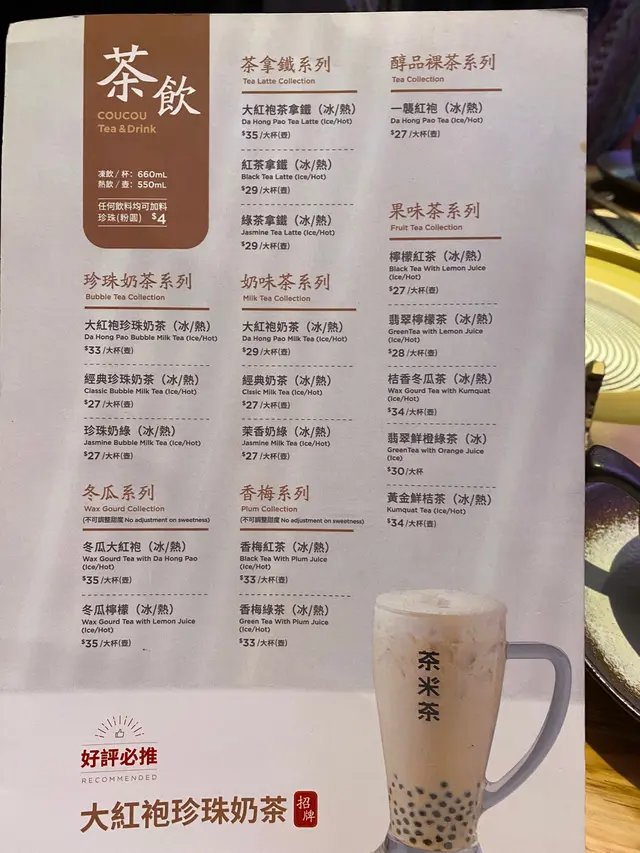 茶飲
COUCOU
Tea & Drink
凍飲/杯：660mL
熱飲/壺：550mL
任何飲料均可加料
珍珠(粉圓) $4
珍珠奶茶系列
Bubble Tea Collection
大紅袍珍珠奶茶（冰/熱）
Da Hong Pao Bubble Milk Tea (Ice/Hot)
$33/大杯(壺)
經典珍珠奶茶（冰/熱）
Classic Bubble Milk Tea (Ice/Hot)
$27/大杯(壺)
珍珠奶綠（冰/熱）
Jasmine Bubble Milk Tea (Ice/Hot)
$27/大杯(壺)
冬瓜系列
Wax Gourd Collection
(不可調整甜度 No adjustment on sweetness)
冬瓜大紅袍（冰/熱）
Wax Gourd Tea with Da Hong Pao
(Ice/Hot)
$35/大杯(壺)
冬瓜檸檬（冰/熱）
Wax Gourd Tea with Lemon Juice
(Ice/Hot)
$35/大杯(壺)
茶拿鐵系列
Tea Latte Collection
大紅袍茶拿鐵（冰/熱）
Da Hong Pao Tea Latte (Ice/Hot)
$35/大杯(壺)
紅茶拿鐵（冰/熱）
Black Tea Latte (Ice/Hot)
$29/大杯(壺)
綠茶拿鐵（冰/熱）
Jasmine Tea Latte (Ice/Hot)
$29/大杯(壺)
奶味茶系列
Milk Tea Collection
大紅袍奶茶（冰/熱）
Da Hong Pao Milk Tea (Ice/Hot)
$29/大杯(壺)
經典奶茶（冰/熱）
Clssic Milk Tea (Ice/Hot)
$27/大杯(壺)
茉香奶綠（冰/熱）
Jasmine Milk Tea (Ice/Hot)
$27/大杯(壺)
香梅系列
Plum Collection
(不可調整甜度 No adjustment on sweetness)
香梅紅茶（冰/熱）
Black Tea With Plum Juice
(Ice/Hot)
$33/大杯(壺)
香梅綠茶（冰/熱）
Green Tea With Plum Juice
(Ice/Hot)
$33/大杯(壺)
醇品裸茶系列
Tea Collection
一襲紅袍（冰/熱）
Da Hong Pao Tea (Ice/Hot)
$27/大杯(壺)
果味茶系列
Fruit Tea Collection
檸檬紅茶（冰/熱）
Black Tea With Lemon Juice
(Ice/Hot)
$27/大杯(壺)
翡翠檸檬茶（冰/熱）
GreenTea with Lemon Juice
(Ice/Hot)
$28/大杯(壺)
桔香冬瓜茶（冰/熱）
Wax Gourd Tea with Kumquat
(Ice/Hot)
$34/大杯(壺)
翡翠鮮橙綠茶（冰）
GreenTea with Orange Juice
(Ice)
$30/大杯
黃金鮮桔茶（冰/熱）
Kumquat Tea (Ice/Hot)
$34/大杯(壺)
茶米茶
好評必推
RECOMMENDED
大紅袍珍珠奶茶 招牌